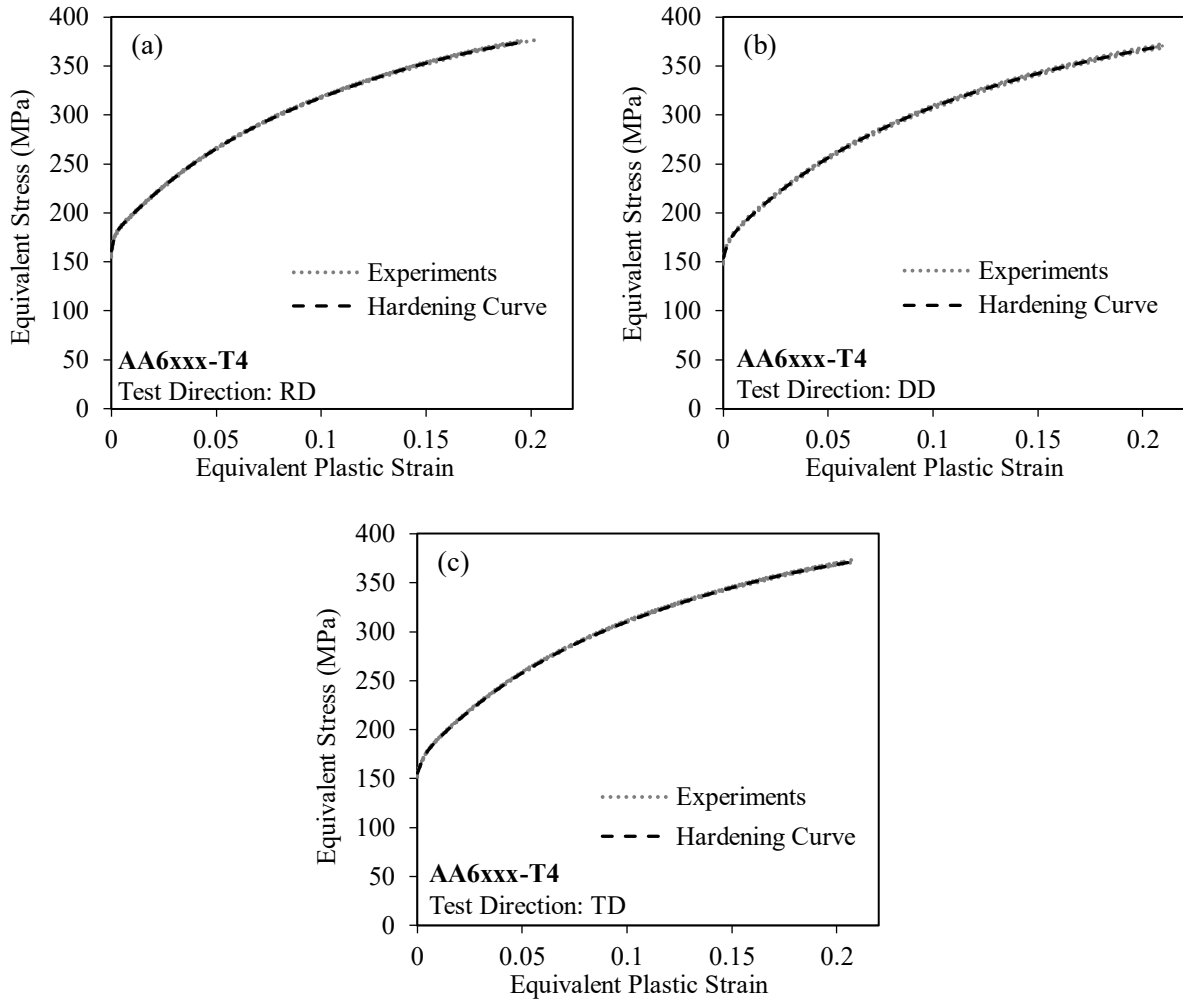 (a)
400
350
300
250
200
150
100
50
0
Equivalent Stress (MPa)
Experiments
Hardening Curve
AA6xxx-T4
Test Direction: RD
0 0.05 0.1 0.15 0.2
Equivalent Plastic Strain
(b)
400
350
300
250
200
150
100
50
0
Equivalent Stress (MPa)
Experiments
Hardening Curve
AA6xxx-T4
Test Direction: DD
0 0.05 0.1 0.15 0.2
Equivalent Plastic Strain
(c)
400
350
300
250
200
150
100
50
0
Equivalent Stress (MPa)
Experiments
Hardening Curve
AA6xxx-T4
Test Direction: TD
0 0.05 0.1 0.15 0.2
Equivalent Plastic Strain